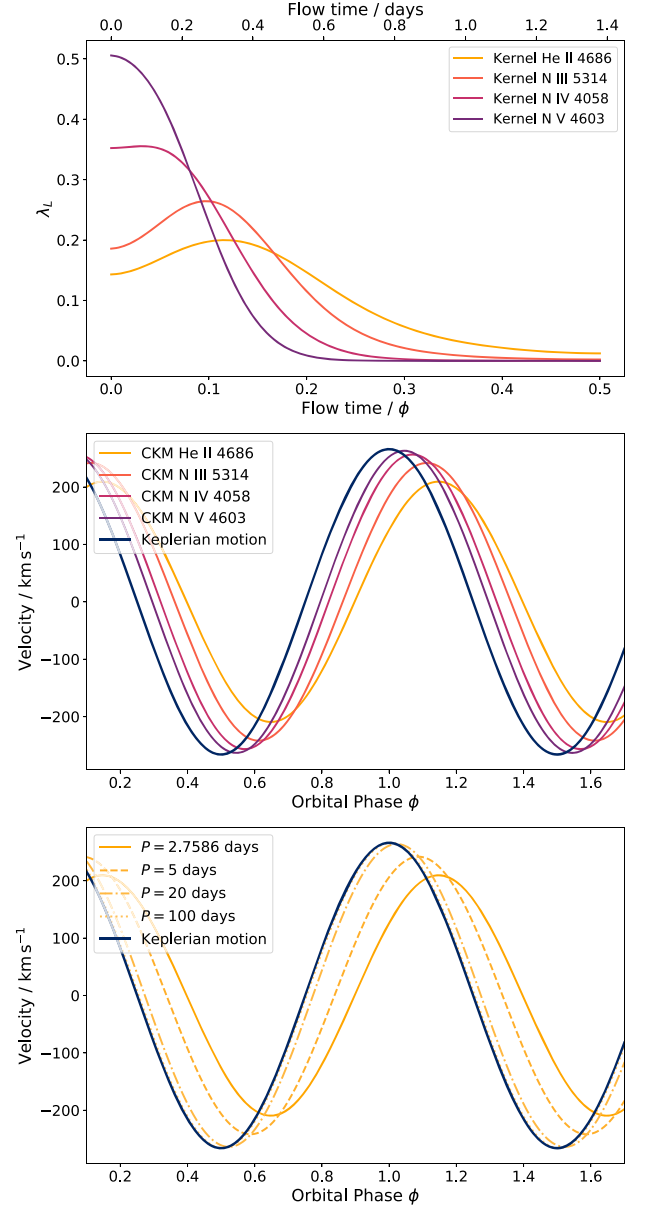 Flow time / days
0.0 0.2 0.4 0.6 0.8 1.0 1.2 1.4
Kernel He II 4686
Kernel N III 5314
Kernel N IV 4058
Kernel N V 4603
0.5
0.4
0.3
0.2
0.1
0.0
λ_L
0.0 0.1 0.2 0.3 0.4 0.5
Flow time / ϕ
CKM He II 4686
CKM N III 5314
CKM N IV 4058
CKM N V 4603
Keplerian motion
200
100
0
−100
−200
Velocity / km s⁻¹
0.2 0.4 0.6 0.8 1.0 1.2 1.4 1.6
Orbital Phase ϕ
P = 2.7586 days
P = 5 days
P = 20 days
P = 100 days
Keplerian motion
200
100
0
−100
−200
Velocity / km s⁻¹
0.2 0.4 0.6 0.8 1.0 1.2 1.4 1.6
Orbital Phase ϕ